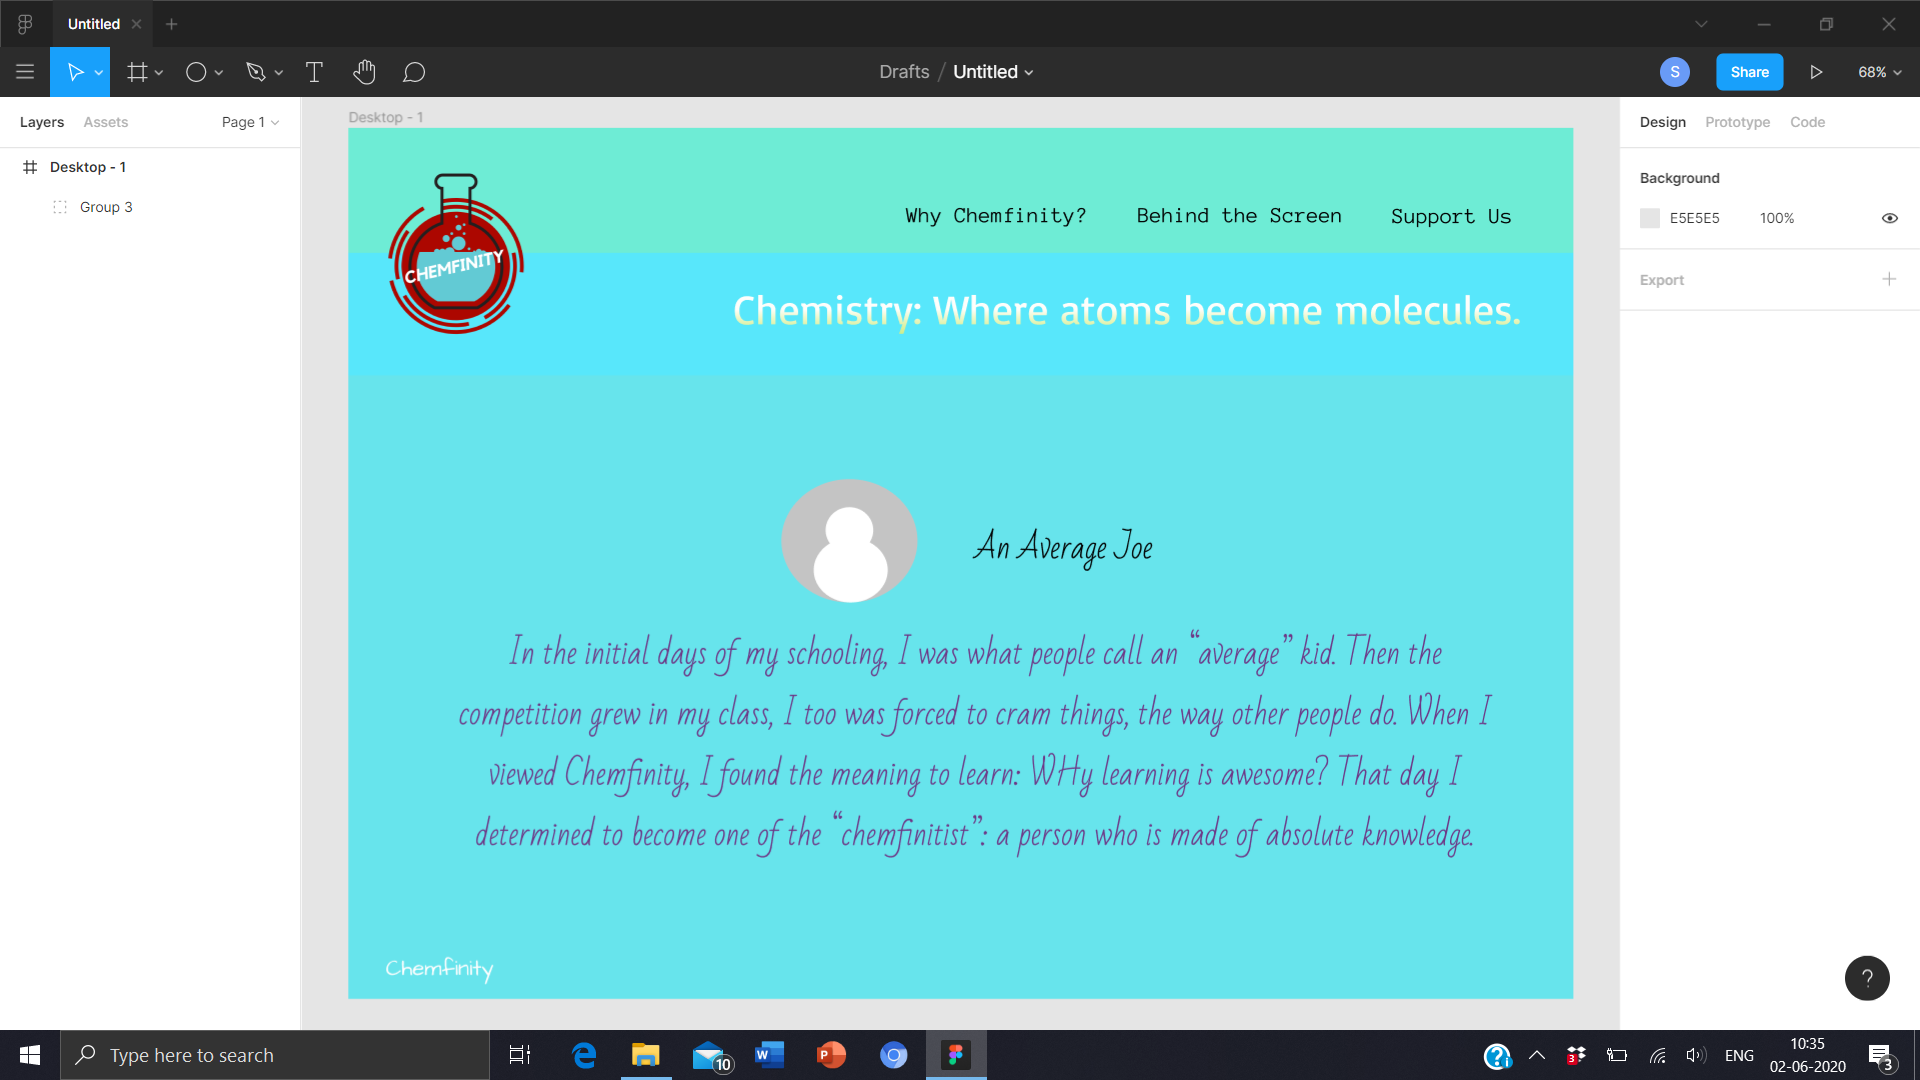 Untitled
Drafts / Untitled
S
Share
68%
Layers
Assets
Page 1
Desktop - 1
Group 3
Desktop - 1
CHEMFINITY
Why Chemfinity?
Behind the Screen
Support Us
Chemistry: Where atoms become molecules.
An Average Joe
In the initial days of my schooling, I was what people call an “average” kid. Then the
competition grew in my class, I too was forced to cram things, the way other people do. When I
viewed Chemfinity, I found the meaning to learn: WHy learning is awesome? That day I
determined to become one of the “chemfinitist”: a person who is made of absolute knowledge.
Chemfinity
Design
Prototype
Code
Background
E5E5E5
100%
Export
?
Type here to search
10
3
ENG
10:35
02-06-2020
3